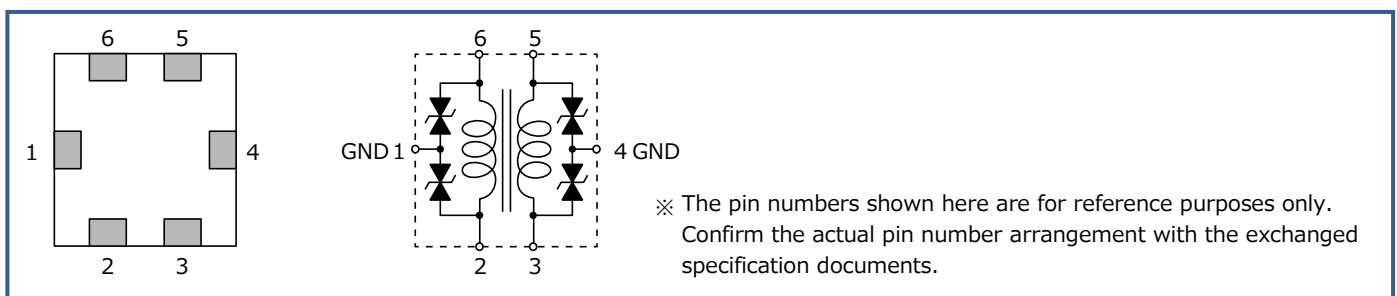 6 5
1 4
2 3
6 5
GND 1 4 GND
2 3
※ The pin numbers shown here are for reference purposes only.
Confirm the actual pin number arrangement with the exchanged
specification documents.